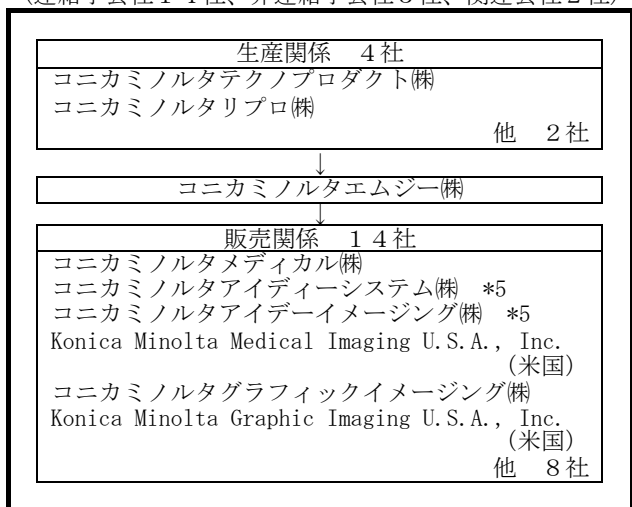 （連結子会社１４社、非連結子会社８社、関連会社２社）
生産関係　４社
コニカミノルタテクノプロダクト㈱
コニカミノルタリプロ㈱
他　２社
↓
コニカミノルタエムジー㈱
↓
販売関係　１４社
コニカミノルタメディカル㈱
コニカミノルタアイディーシステム㈱　*5
コニカミノルタアイデーイメージング㈱　*5
Konica Minolta Medical Imaging U.S.A., Inc.
（米国）
コニカミノルタグラフィックイメージング㈱
Konica Minolta Graphic Imaging U.S.A., Inc.
（米国）
他　８社